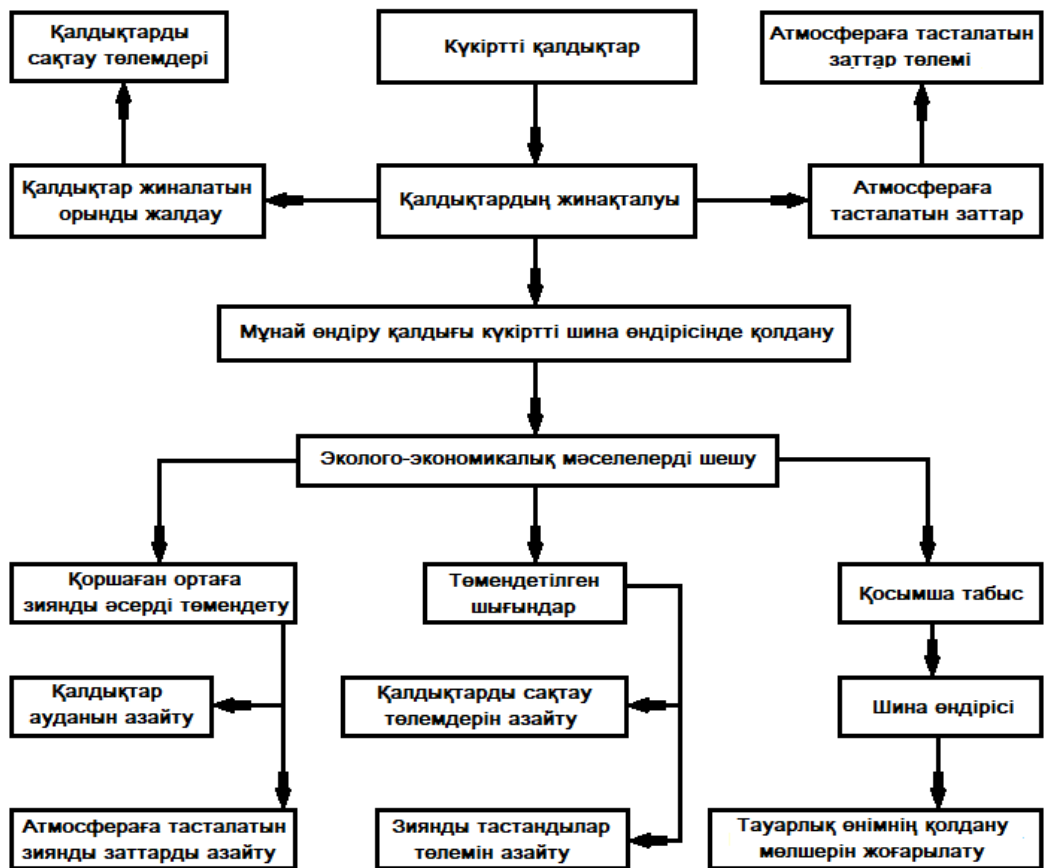 Қалдықтарды
сақтау төлемдері
Күкіртті қалдықтар
Атмосфераға тасталатын
заттар төлемі
Қалдықтар жиналатын
орынды жалдау
Қалдықтардың жинақталуы
Атмосфераға
тасталатын заттар
Мұнай өндіру қалдығы күкіртті шина өндірісінде қолдану
Эколого-экономикалық мәселелерді шешу
Қоршаған ортаға
зиянды әсерді төмендету
Төмендетілген
шығындар
Қосымша табыс
Қалдықтар
ауданын азайту
Қалдықтарды сақтау
төлемдерін азайту
Шина өндірісі
Атмосфераға тасталатын
зиянды заттарды азайту
Зиянды тастандылар
төлемін азайту
Тауарлық өнімнің қолдану
мөлшерін жоғарылату